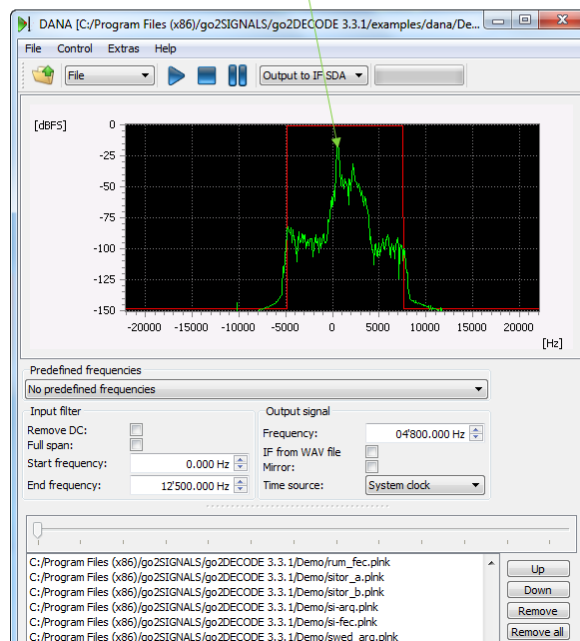 DANA [C:/Program Files (x86)/go2SIGNALS/go2DECODE 3.3.1/examples/dana/De...
File Control Extras Help
File Output to IF SDA
[dBFS]
0
-25
-50
-75
-100
-125
-150
-20000 -15000 -10000 -5000 0 5000 10000 15000 20000
[Hz]
Predefined frequencies
No predefined frequencies
Input filter
Remove DC:
Full span:
Start frequency: 0.000 Hz
End frequency: 12'500.000 Hz
Output signal
Frequency: 04'800.000 Hz
IF from WAV file
Mirror:
Time source: System clock
C:/Program Files (x86)/go2SIGNALS/go2DECODE 3.3.1/Demo/rum_fec.plnk
C:/Program Files (x86)/go2SIGNALS/go2DECODE 3.3.1/Demo/sitor_a.plnk
C:/Program Files (x86)/go2SIGNALS/go2DECODE 3.3.1/Demo/sitor_b.plnk
C:/Program Files (x86)/go2SIGNALS/go2DECODE 3.3.1/Demo/si-arq.plnk
C:/Program Files (x86)/go2SIGNALS/go2DECODE 3.3.1/Demo/si-fec.plnk
C:/Program Files (x86)/go2SIGNALS/go2DECODE 3.3.1/Demo/swed_arq.plnk
Up
Down
Remove
Remove all